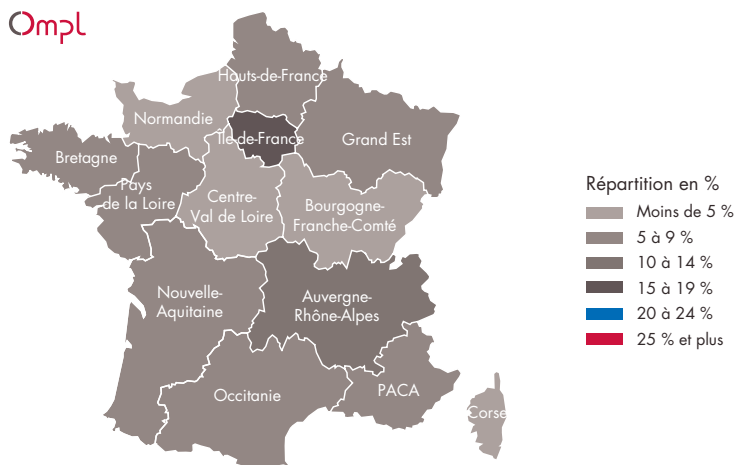 Ompl
Hauts-de-France
Normandie
Île-de-France
Grand Est
Bretagne
Pays
de la Loire
Centre-
Val de Loire
Bourgogne-
Franche-Comté
Répartition en %
Moins de 5 %
5 à 9 %
10 à 14 %
15 à 19 %
20 à 24 %
25 % et plus
Nouvelle-
Aquitaine
Auvergne-
Rhône-Alpes
Occitanie
PACA
Corse